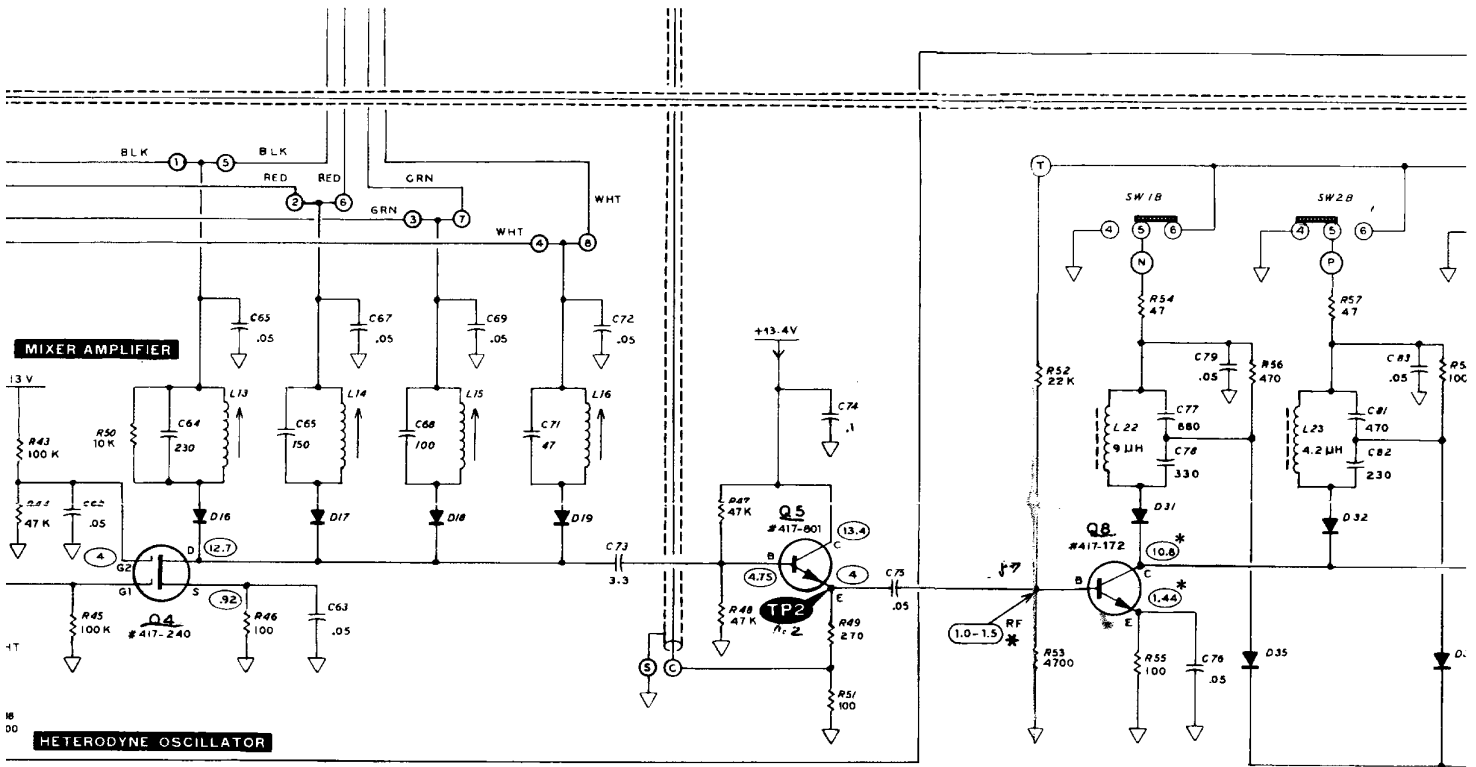 BLK 1 5 BLK
RED RED GRN
2 6
GRN 3 7
WHT
WHT 4 8
T
SW1B
4 5 6
N
SW2B
4 5 6
P
R54
47
R57
47
C65
.05
C67
.05
C69
.05
C72
.05
+13.4V
MIXER AMPLIFIER
13 V
R43
100 K
R50
10 K
C64
230
L13
C65
150
L14
C68
100
L15
C71
47
L16
C74
.1
R52
22 K
C79
.05
R56
470
C83
.05
L22
9 µH
C77
680
C78
330
L23
4.2 µH
C81
470
C82
230
47 K
.05
D16
D17
D18
D19
R47
47K
Q5
#417-801
13.4
D31
D32
Q8
#417-172
10.8 *
4
G2
D
12.7
G1
S
.92
Q4
#417-240
R45
100K
R46
100
C63
.05
C73
3.3
B
C
E
4.75
4
TP2
C75
.05
R48
47K
R49
270
R51
100
S
C
B
C
E
1.44 *
1.0-1.5 RF
*
R53
4700
R55
100
C76
.05
D35
HETERODYNE OSCILLATOR